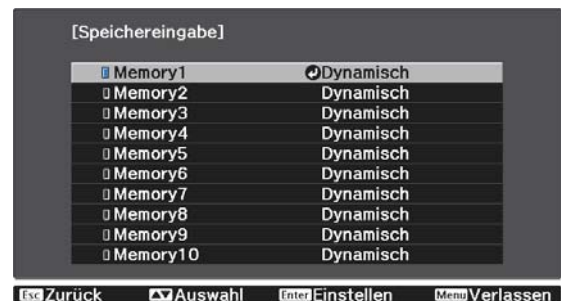 [Speichereingabe]
Memory1 Dynamisch
Memory2 Dynamisch
Memory3 Dynamisch
Memory4 Dynamisch
Memory5 Dynamisch
Memory6 Dynamisch
Memory7 Dynamisch
Memory8 Dynamisch
Memory9 Dynamisch
Memory10 Dynamisch
Esc Zurück Auswahl Enter Einstellen Menu Verlassen